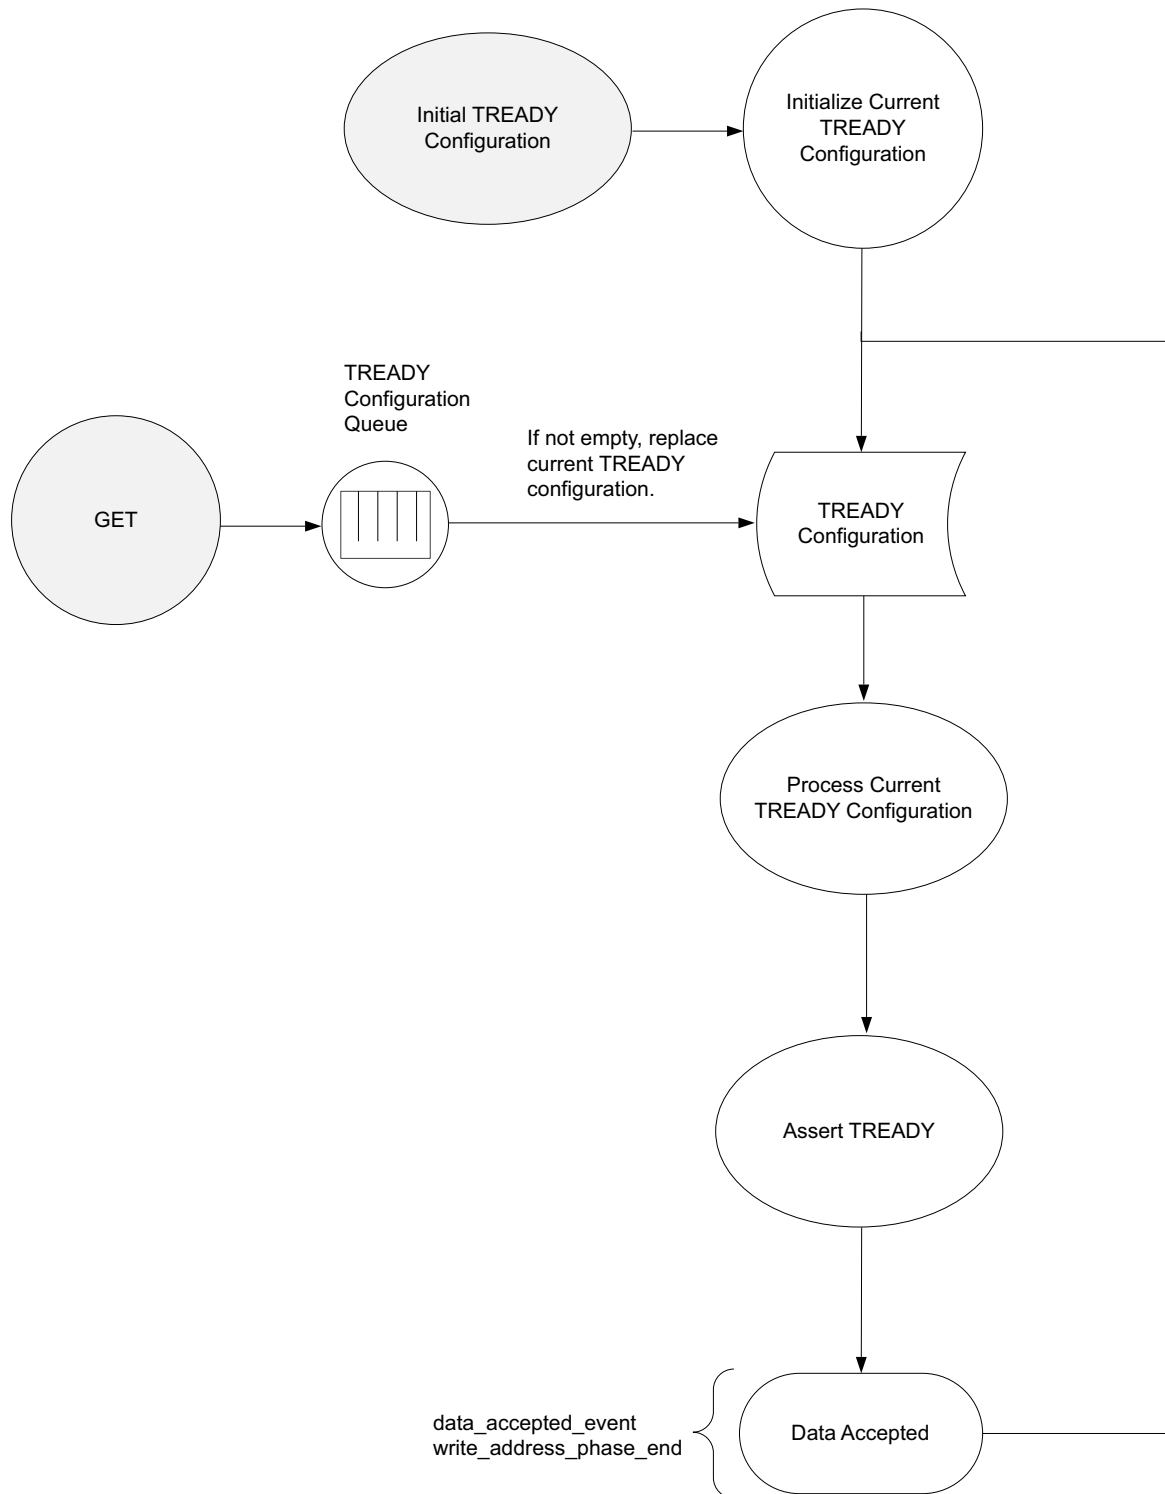 Initial TREADY
Configuration
Initialize Current
TREADY
Configuration
TREADY
Configuration
Queue
If not empty, replace
current TREADY
configuration.
GET
TREADY
Configuration
Process Current
TREADY Configuration
Assert TREADY
data_accepted_event
write_address_phase_end
Data Accepted